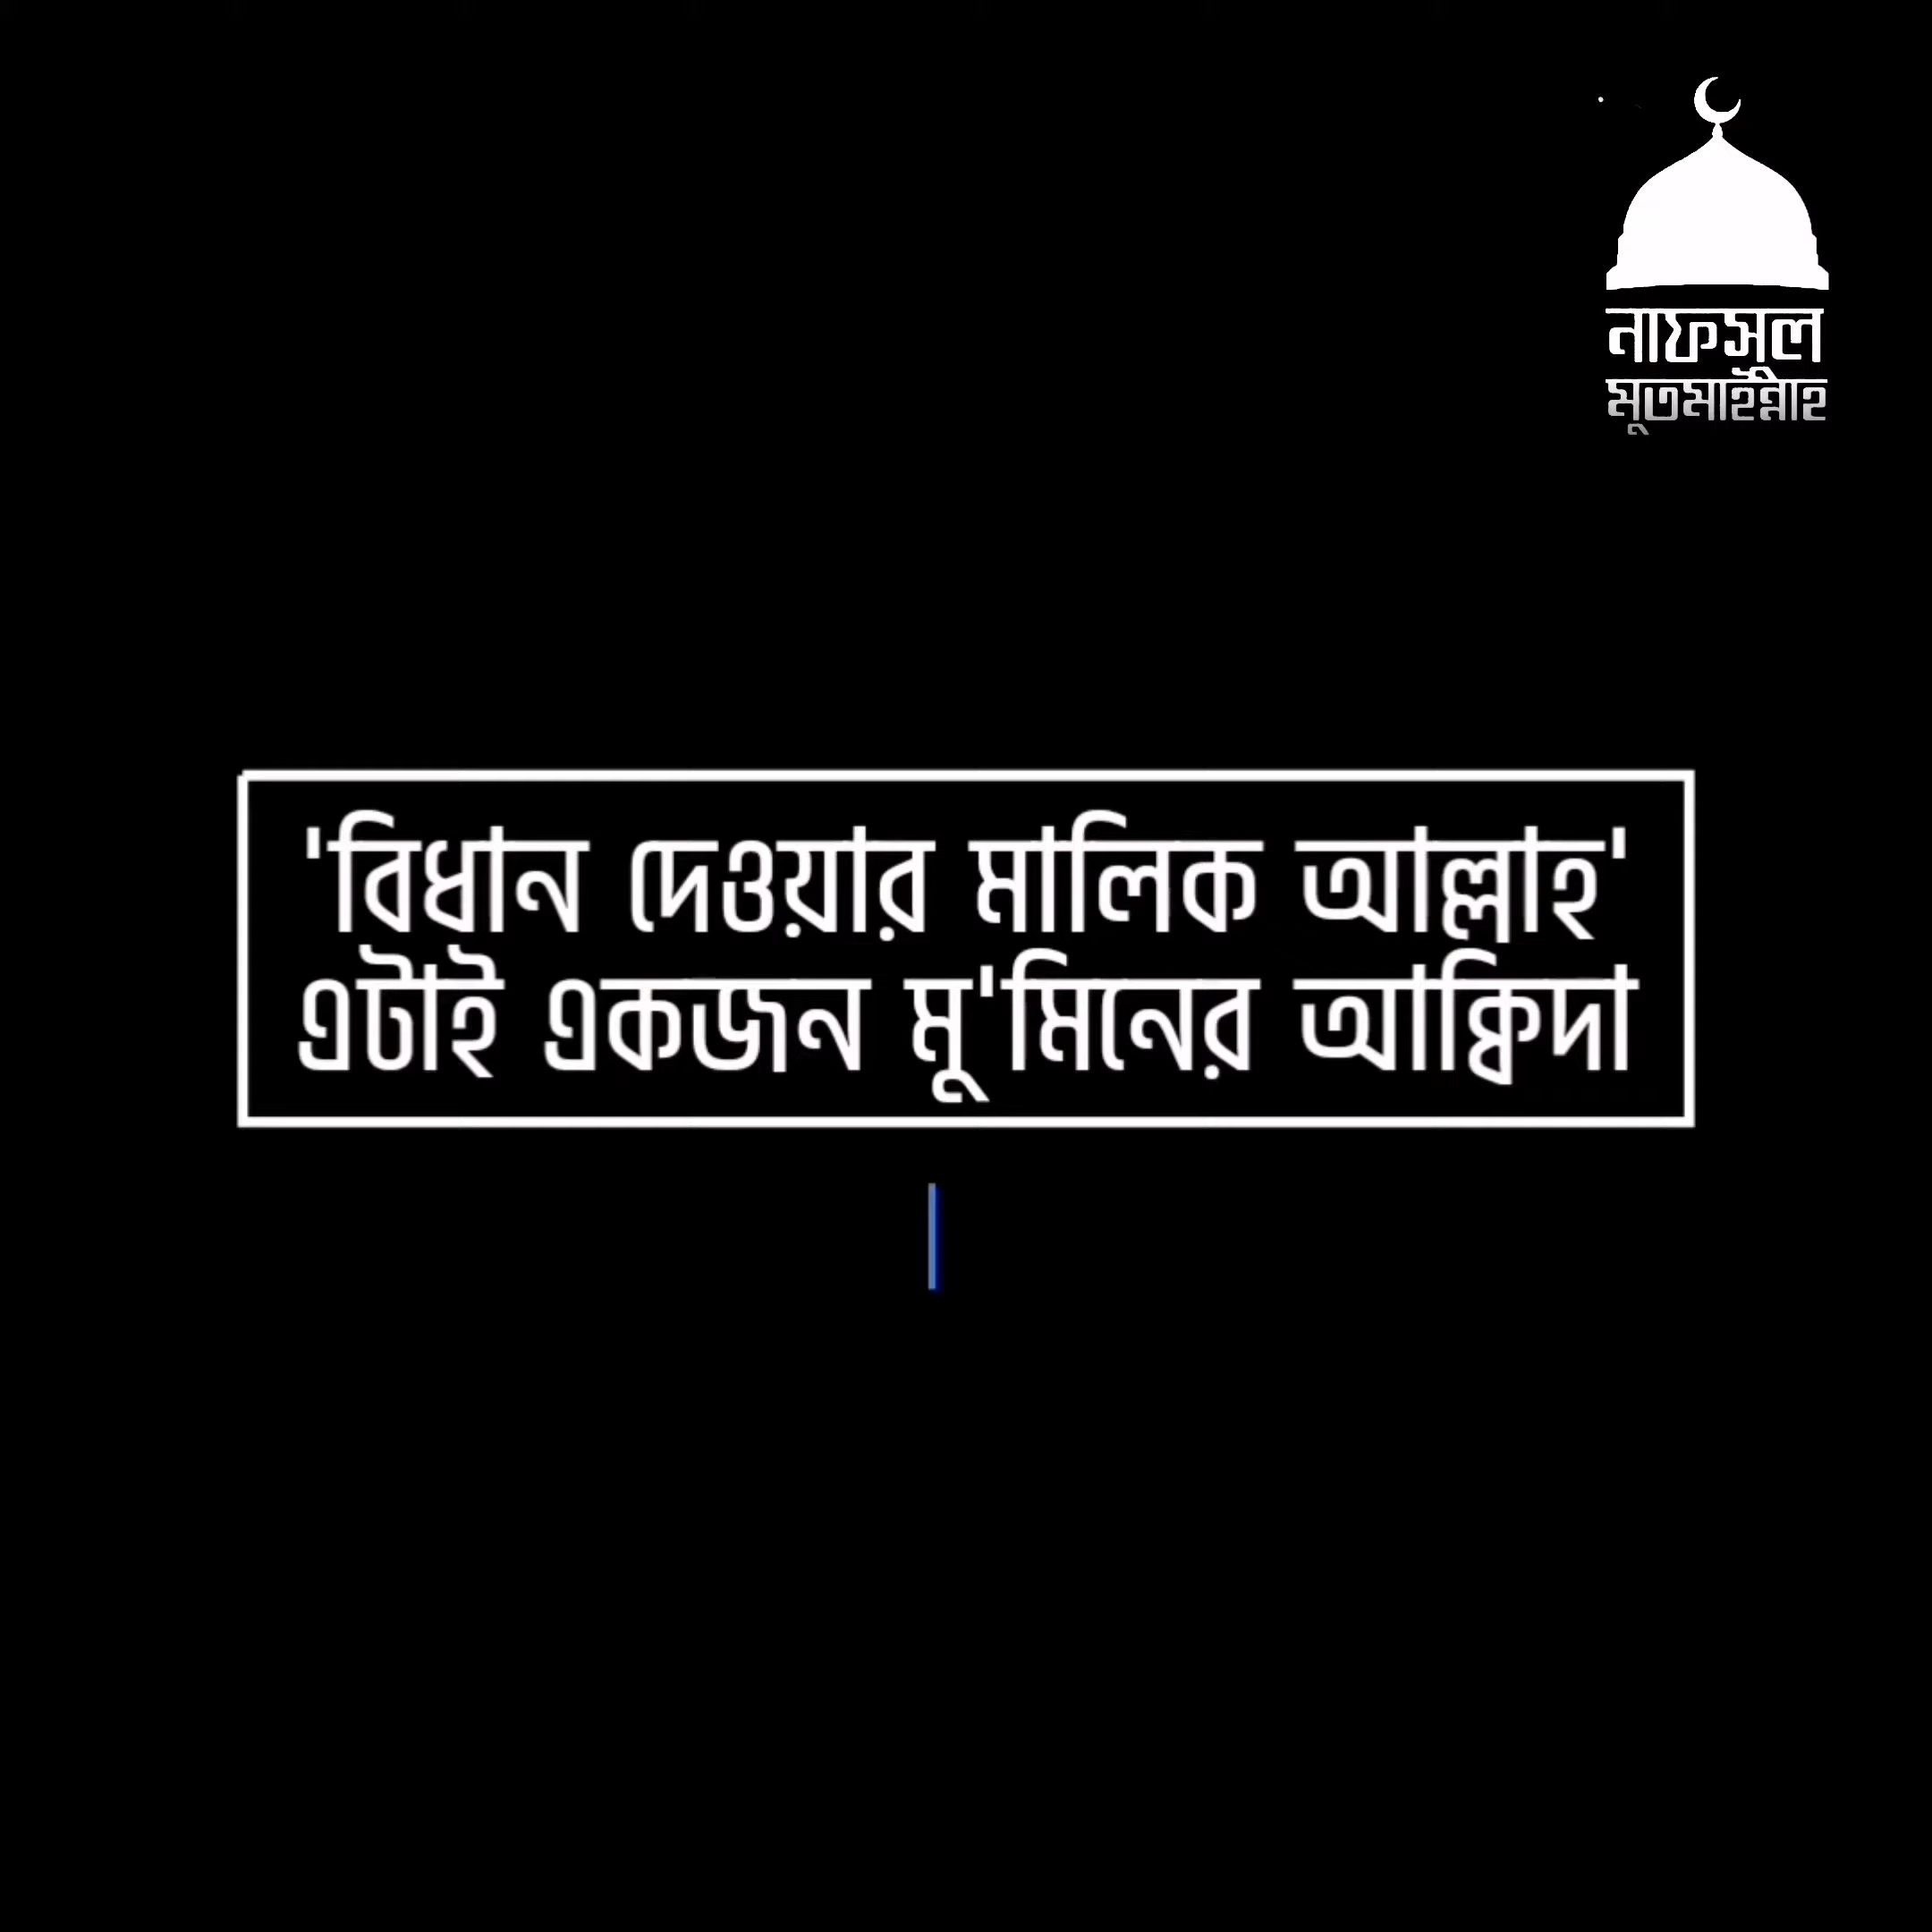 নাফসুল
মুতমাইন্নাহ
'বিধান দেওয়ার মালিক আল্লাহ'
এটাই একজন মু'মিনের আক্বিদা